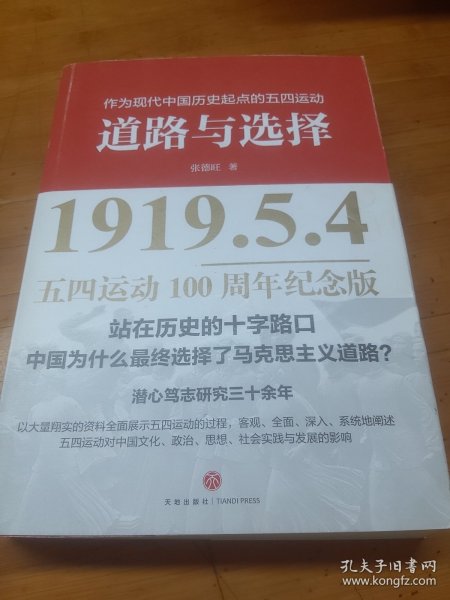 作为现代中国历史起点的五四运动
道路与选择
张德旺 著
1919.5.4
五四运动 100 周年纪念版
站在历史的十字路口
中国为什么最终选择了马克思主义道路?
潜心笃志研究三十余年
以大量翔实的资料全面展示五四运动的过程,客观、全面、深入、系统地阐述
五四运动对中国文化、政治、思想、社会实践与发展的影响
天地出版社 | TIANDI PRESS
孔夫子旧书网
www.kongfz.com